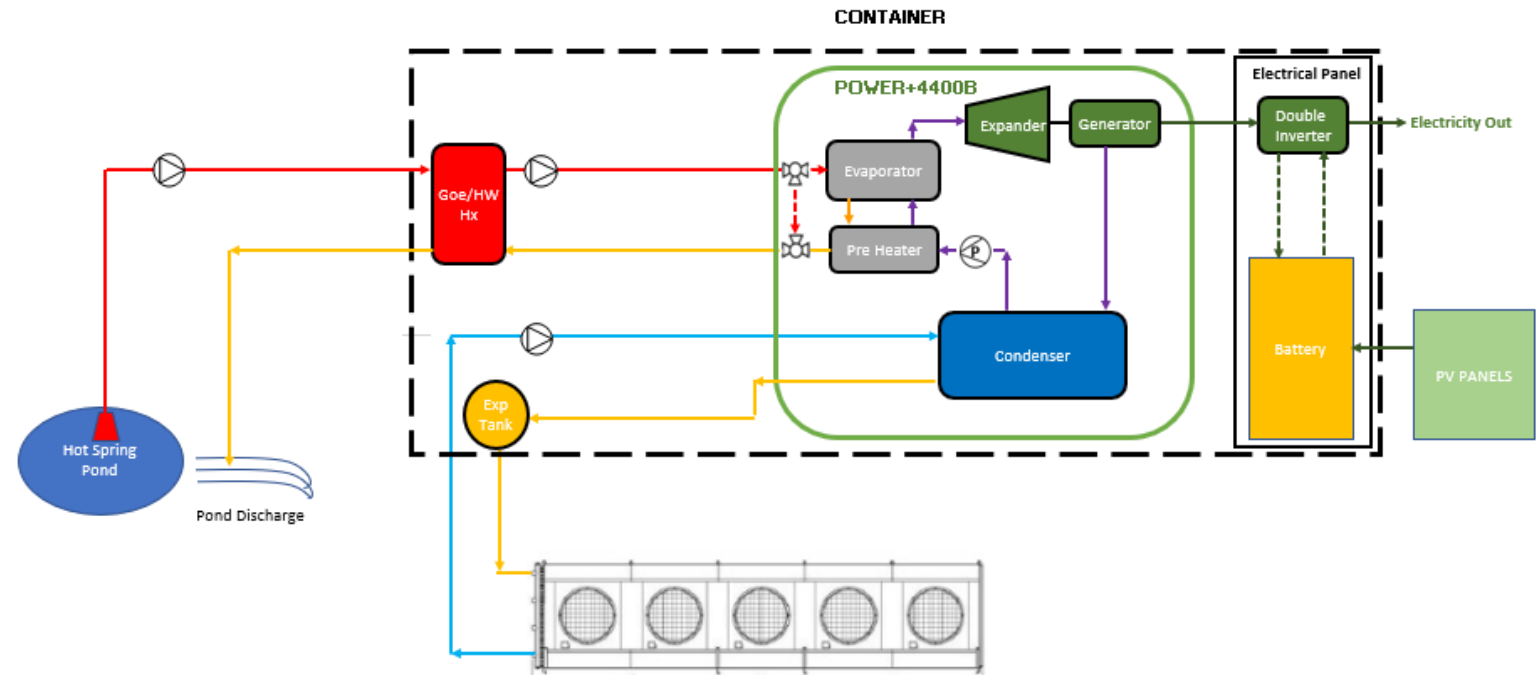 CONTAINER
POWER+4400B
Electrical Panel
Expander
Generator
Double
Inverter
Electricity Out
Evaporator
Goe/HW
Hx
Pre Heater
P
Condenser
Battery
PV PANELS
Exp
Tank
Hot Spring
Pond
Pond Discharge